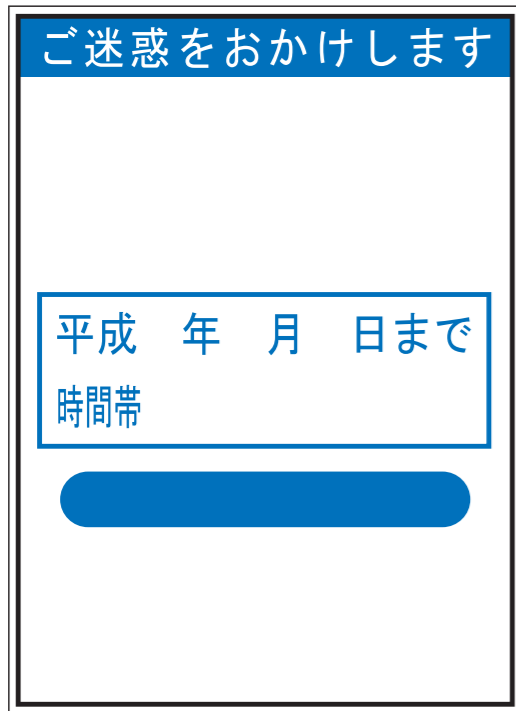 ご迷惑をおかけします
平成　年　月　日まで
時間帯